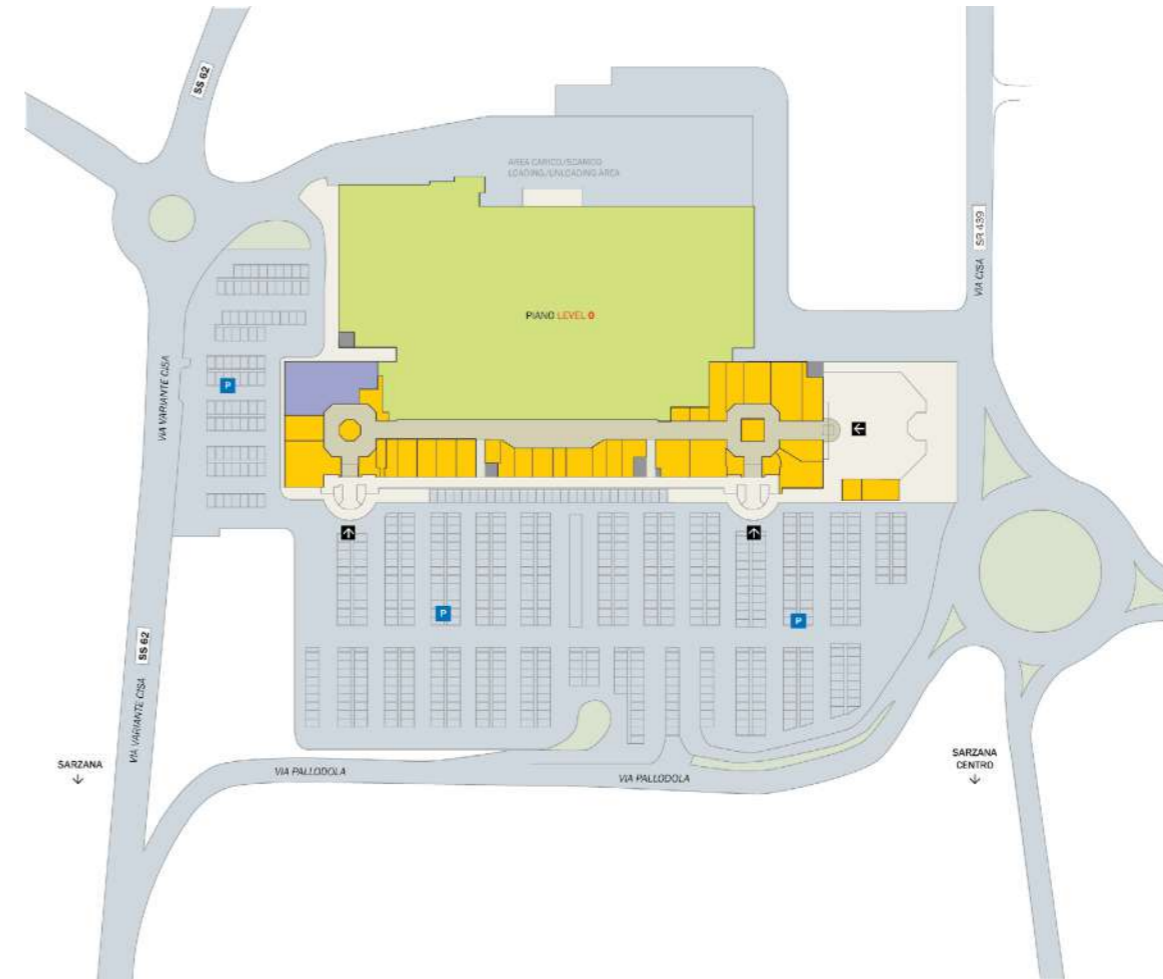 SS 62
AREA CARICO/SCARICO
LOADING/UNLOADING AREA
SR 439
VIA CISA
PIANO LEVEL 0
VIA VARIANTE CISA
P
P
P
SS 62
VIA VARIANTE CISA
SARZANA
VIA PALLODOLA
VIA PALLODOLA
SARZANA
CENTRO